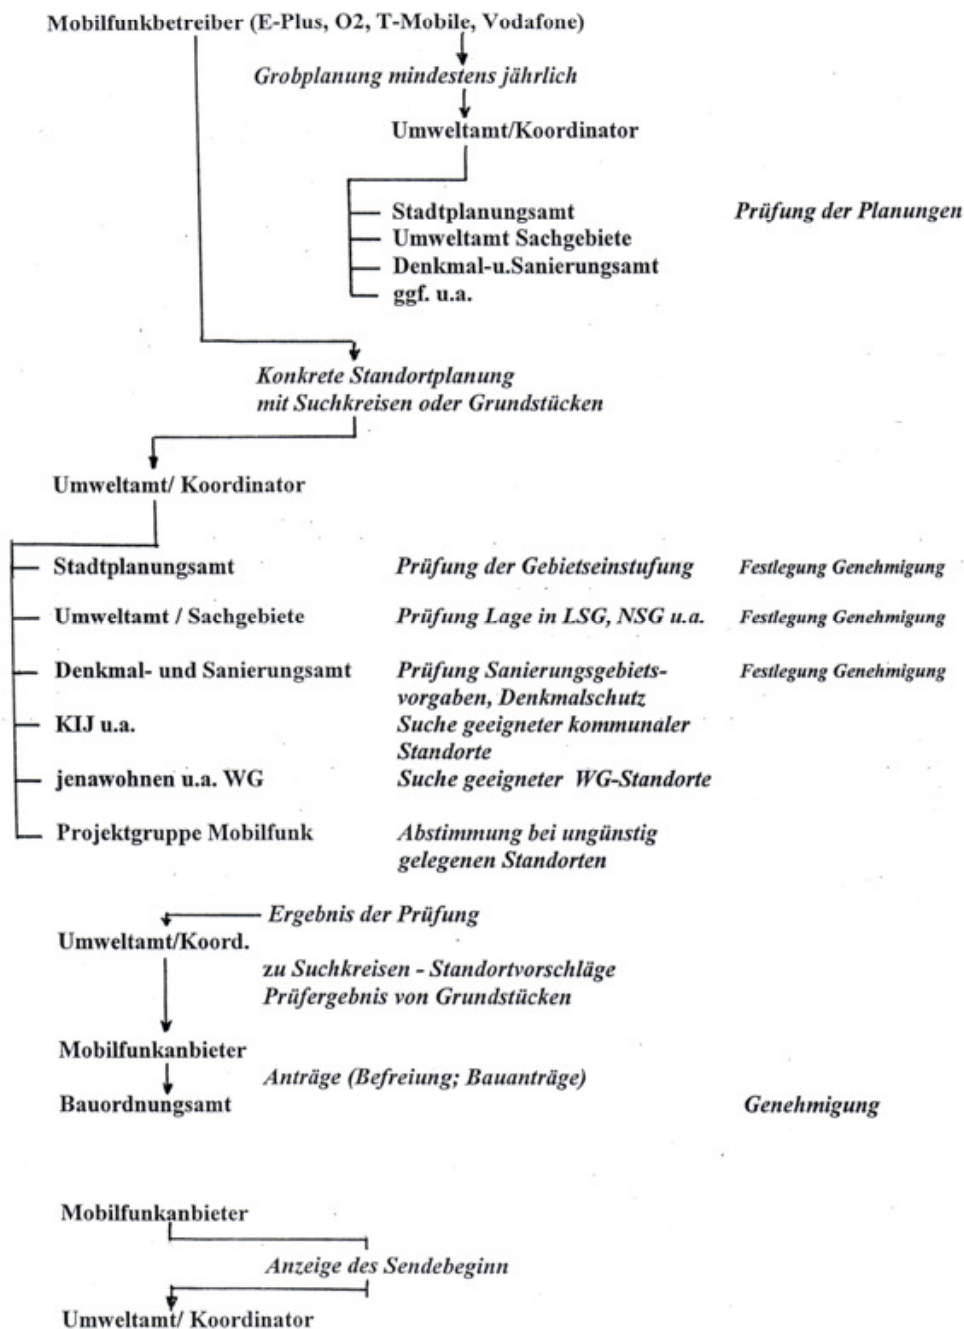 Mobilfunkbetreiber (E-Plus, O2, T-Mobile, Vodafone)
Grobplanung mindestens jährlich
Umweltamt/Koordinator
Stadtplanungsamt Prüfung der Planungen
Umweltamt Sachgebiete
Denkmal-u.Sanierungsamt
ggf. u.a.
Konkrete Standortplanung
mit Suchkreisen oder Grundstücken
Umweltamt/ Koordinator
Stadtplanungsamt Prüfung der Gebietseinstufung Festlegung Genehmigung
Umweltamt / Sachgebiete Prüfung Lage in LSG, NSG u.a. Festlegung Genehmigung
Denkmal- und Sanierungsamt Prüfung Sanierungsgebiets- Festlegung Genehmigung
vorgaben, Denkmalschutz
KIJ u.a. Suche geeigneter kommunaler
Standorte
jenawohnen u.a. WG Suche geeigneter WG-Standorte
Projektgruppe Mobilfunk Abstimmung bei ungünstig
gelegenen Standorten
Ergebnis der Prüfung
Umweltamt/Koord.
zu Suchkreisen - Standortvorschläge
Prüfergebnis von Grundstücken
Mobilfunkanbieter
Anträge (Befreiung; Bauanträge)
Bauordnungsamt Genehmigung
Mobilfunkanbieter
Anzeige des Sendebeginn
Umweltamt/ Koordinator